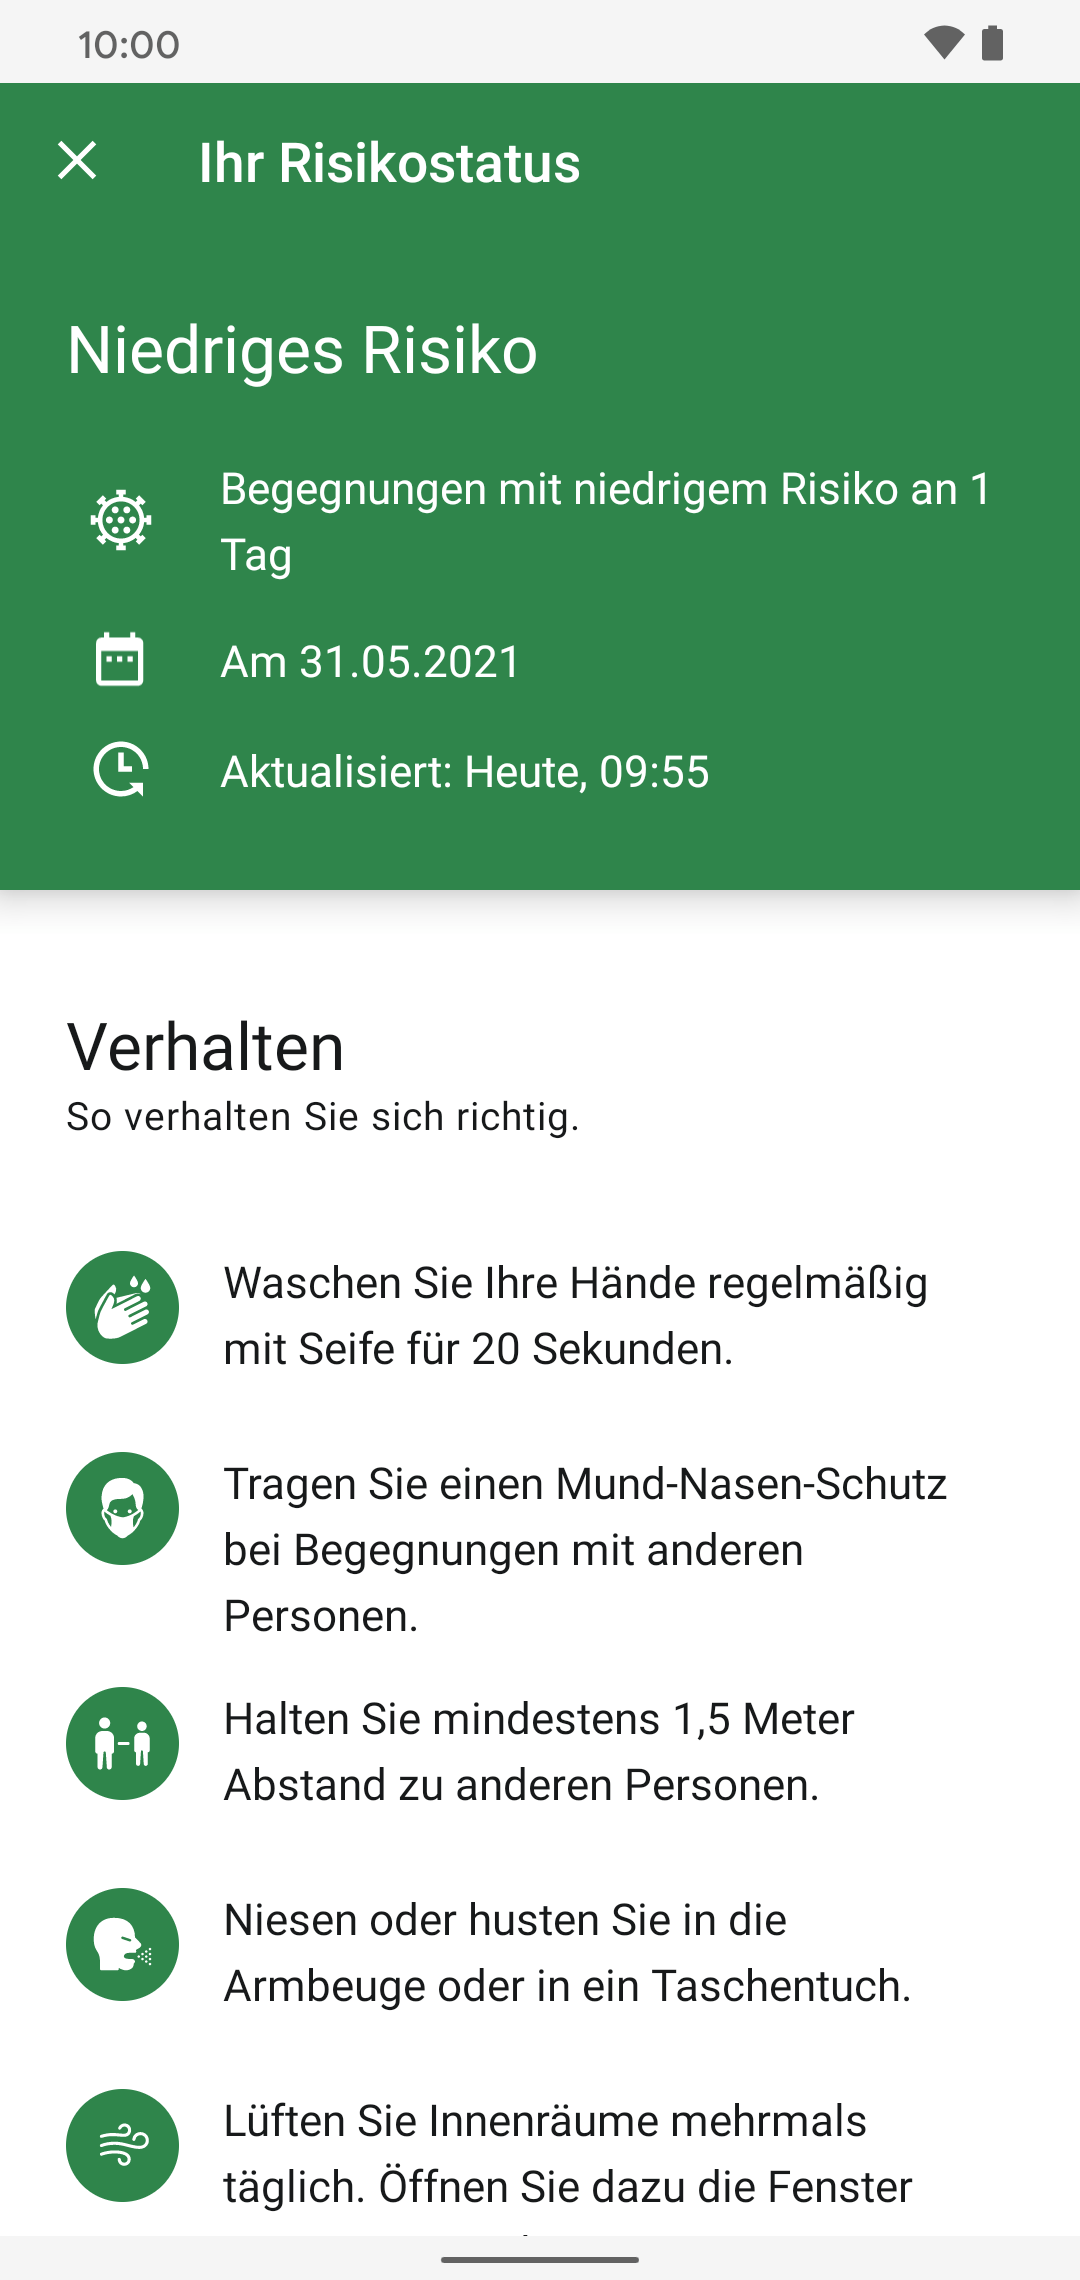 10:00
Ihr Risikostatus
Niedriges Risiko
Begegnungen mit niedrigem Risiko an 1
Tag
Am 31.05.2021
Aktualisiert: Heute, 09:55
Verhalten
So verhalten Sie sich richtig.
Waschen Sie Ihre Hände regelmäßig
mit Seife für 20 Sekunden.
Tragen Sie einen Mund-Nasen-Schutz
bei Begegnungen mit anderen
Personen.
Halten Sie mindestens 1,5 Meter
Abstand zu anderen Personen.
Niesen oder husten Sie in die
Armbeuge oder in ein Taschentuch.
Lüften Sie Innenräume mehrmals
täglich. Öffnen Sie dazu die Fenster